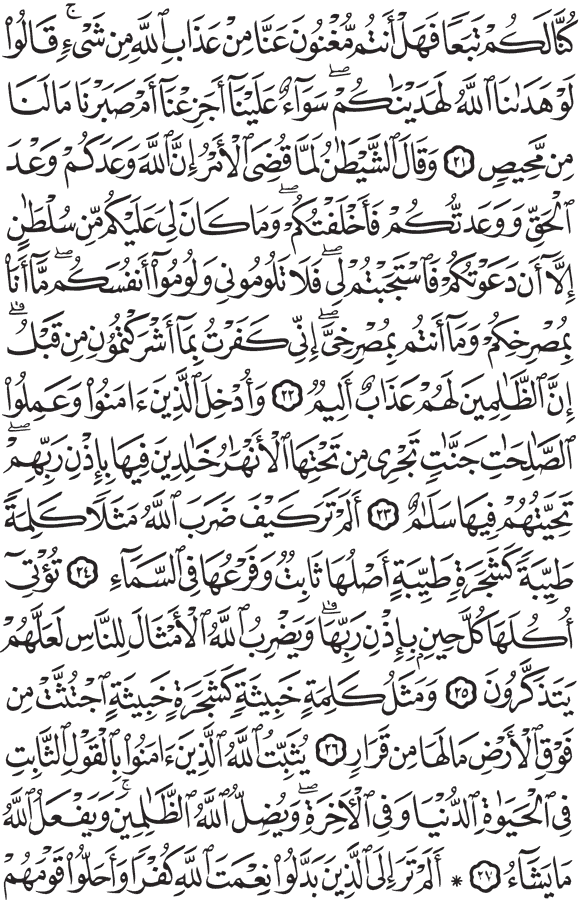 كُنَّا لَكُمْ تَبَعًا فَهَلْ أَنتُم مُّغْنُونَ عَنَّا مِنْ عَذَابِ ٱللَّهِ مِن شَىْءٍۚ قَالُوا۟
لَوْ هَدَىٰنَا ٱللَّهُ لَهَدَيْنَٰكُمْۖ سَوَآءٌ عَلَيْنَآ أَجَزِعْنَآ أَمْ صَبَرْنَا مَا لَنَا
مِن مَّحِيصٍ ٢١ وَقَالَ ٱلشَّيْطَٰنُ لَمَّا قُضِىَ ٱلْأَمْرُ إِنَّ ٱللَّهَ وَعَدَكُمْ وَعْدَ
ٱلْحَقِّ وَوَعَدتُّكُمْ فَأَخْلَفْتُكُمْۖ وَمَا كَانَ لِىَ عَلَيْكُم مِّن سُلْطَٰنٍ
إِلَّآ أَن دَعَوْتُكُمْ فَٱسْتَجَبْتُمْ لِىۖ فَلَا تَلُومُونِى وَلُومُوٓا۟ أَنفُسَكُمۖ مَّآ أَنَا۠
بِمُصْرِخِكُمْ وَمَآ أَنتُم بِمُصْرِخِىَّۖ إِنِّى كَفَرْتُ بِمَآ أَشْرَكْتُمُونِ مِن قَبْلُۗ
إِنَّ ٱلظَّٰلِمِينَ لَهُمْ عَذَابٌ أَلِيمٌ ٢٢ وَأُدْخِلَ ٱلَّذِينَ ءَامَنُوا۟ وَعَمِلُوا۟
ٱلصَّٰلِحَٰتِ جَنَّٰتٍ تَجْرِى مِن تَحْتِهَا ٱلْأَنْهَٰرُ خَٰلِدِينَ فِيهَا بِإِذْنِ رَبِّهِمْۖ
تَحِيَّتُهُمْ فِيهَا سَلَٰمٌ ٢٣ أَلَمْ تَرَ كَيْفَ ضَرَبَ ٱللَّهُ مَثَلًا كَلِمَةً
طَيِّبَةً كَشَجَرَةٍ طَيِّبَةٍ أَصْلُهَا ثَابِتٌ وَفَرْعُهَا فِى ٱلسَّمَآءِ ٢٤ تُؤْتِىٓ
أُكُلَهَا كُلَّ حِينٍۭ بِإِذْنِ رَبِّهَاۗ وَيَضْرِبُ ٱللَّهُ ٱلْأَمْثَالَ لِلنَّاسِ لَعَلَّهُمْ
يَتَذَكَّرُونَ ٢٥ وَمَثَلُ كَلِمَةٍ خَبِيثَةٍ كَشَجَرَةٍ خَبِيثَةٍ ٱجْتُثَّتْ مِن
فَوْقِ ٱلْأَرْضِ مَا لَهَا مِن قَرَارٍ ٢٦ يُثَبِّتُ ٱللَّهُ ٱلَّذِينَ ءَامَنُوا۟ بِٱلْقَوْلِ ٱلثَّابِتِ
فِى ٱلْحَيَوٰةِ ٱلدُّنْيَا وَفِى ٱلْءَاخِرَةِۖ وَيُضِلُّ ٱللَّهُ ٱلظَّٰلِمِينَۚ وَيَفْعَلُ ٱللَّهُ
مَا يَشَآءُ ٢٧ * أَلَمْ تَرَ إِلَى ٱلَّذِينَ بَدَّلُوا۟ نِعْمَتَ ٱللَّهِ كُفْرًا وَأَحَلُّوا۟ قَوْمَهُمْ